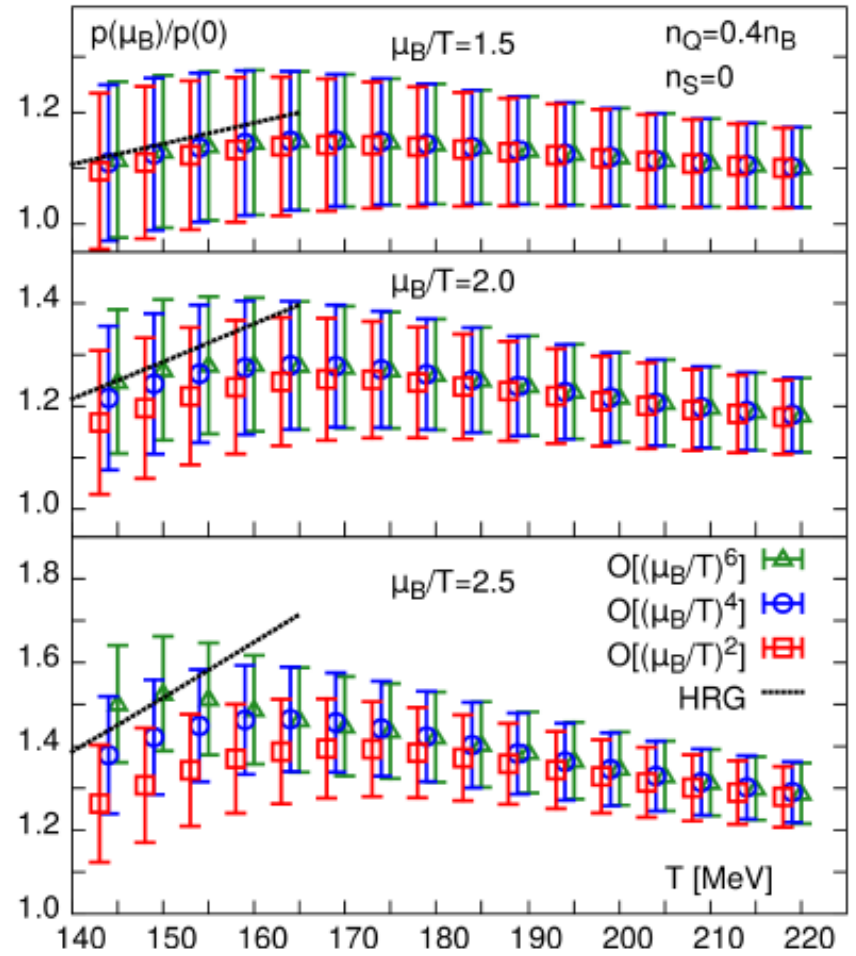 p(μB)/p(0)
μB/T=1.5
nQ=0.4nB
nS=0
1.2
1.0
μB/T=2.0
1.4
1.2
1.0
μB/T=2.5
O[(μB/T)6]
O[(μB/T)4]
O[(μB/T)2]
HRG
1.8
1.6
1.4
1.2
1.0
T [MeV]
140 150 160 170 180 190 200 210 220